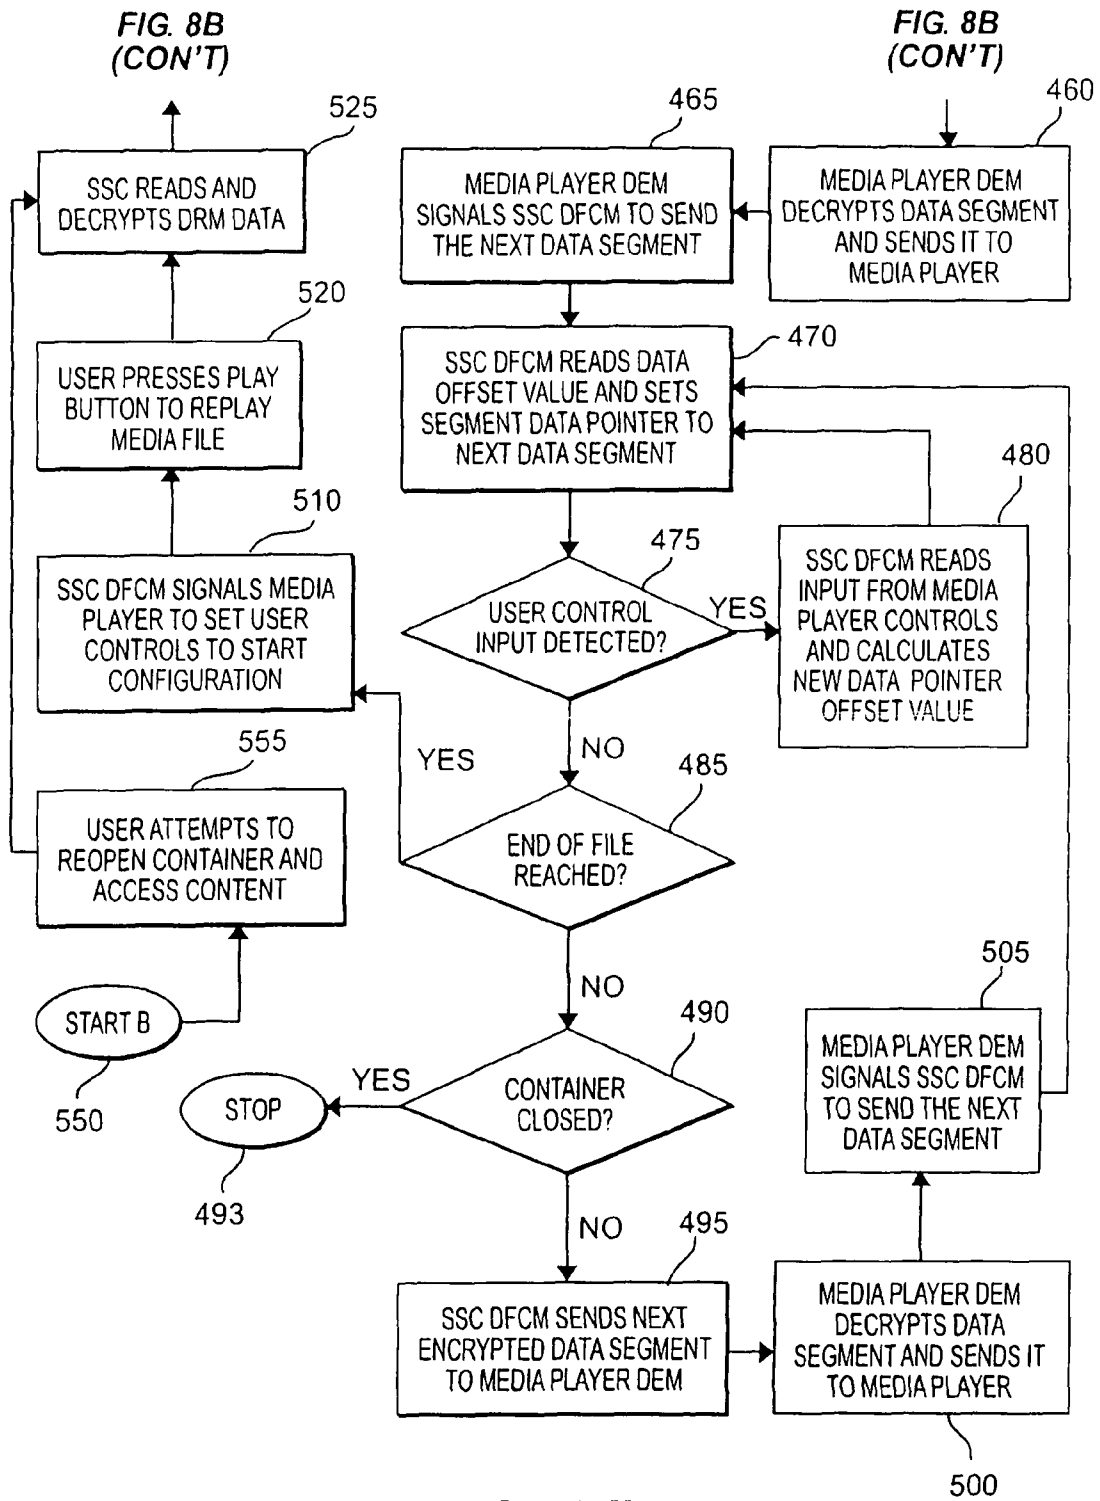 FIG. 8B
(CON'T)
FIG. 8B
(CON'T)
525
SSC READS AND
DECRYPTS DRM DATA
465
MEDIA PLAYER DEM
SIGNALS SSC DFCM TO SEND
THE NEXT DATA SEGMENT
460
MEDIA PLAYER DEM
DECRYPTS DATA SEGMENT
AND SENDS IT TO
MEDIA PLAYER
520
USER PRESSES PLAY
BUTTON TO REPLAY
MEDIA FILE
470
SSC DFCM READS DATA
OFFSET VALUE AND SETS
SEGMENT DATA POINTER TO
NEXT DATA SEGMENT
510
SSC DFCM SIGNALS MEDIA
PLAYER TO SET USER
CONTROLS TO START
CONFIGURATION
475
USER CONTROL
INPUT DETECTED?
YES
480
SSC DFCM READS
INPUT FROM MEDIA
PLAYER CONTROLS
AND CALCULATES
NEW DATA POINTER
OFFSET VALUE
NO
YES
555
USER ATTEMPTS TO
REOPEN CONTAINER AND
ACCESS CONTENT
485
END OF FILE
REACHED?
NO
START B
550
490
CONTAINER
CLOSED?
YES
STOP
493
505
MEDIA PLAYER DEM
SIGNALS SSC DFCM
TO SEND THE NEXT
DATA SEGMENT
NO
495
SSC DFCM SENDS NEXT
ENCRYPTED DATA SEGMENT
TO MEDIA PLAYER DEM
MEDIA PLAYER DEM
DECRYPTS DATA
SEGMENT AND SENDS IT
TO MEDIA PLAYER
500